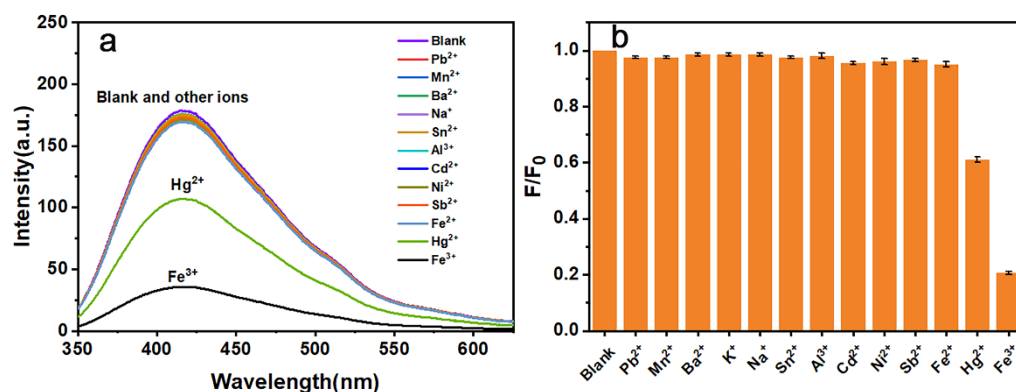 a
Intensity(a.u.)
250
200
150
100
50
0
350
400
450
500
550
600
Wavelength(nm)
Blank and other ions
Hg²⁺
Fe³⁺
Blank
Pb²⁺
Mn²⁺
Ba²⁺
Na⁺
Sn²⁺
Al³⁺
Cd²⁺
Ni²⁺
Sb²⁺
Fe²⁺
Hg²⁺
Fe³⁺
b
F/F₀
1.0
0.8
0.6
0.4
0.2
0.0
Blank
Pb²⁺
Mn²⁺
Ba²⁺
K⁺
Na⁺
Sn²⁺
Al³⁺
Cd²⁺
Ni²⁺
Sb²⁺
Fe²⁺
Hg²⁺
Fe³⁺